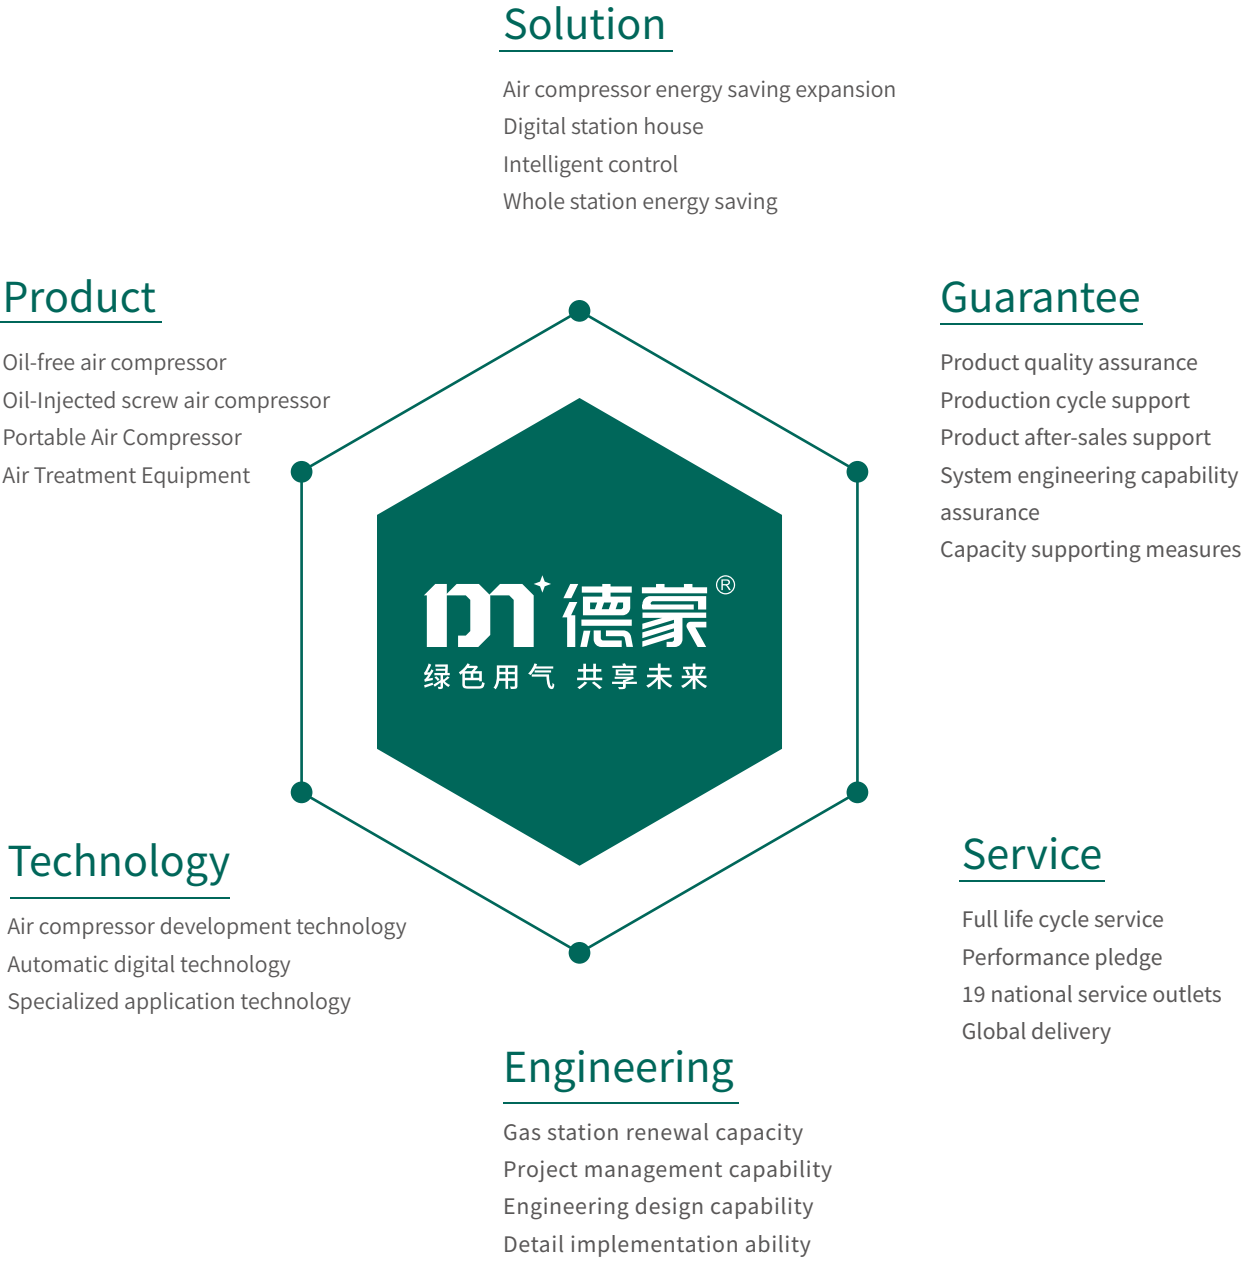 Solution
Air compressor energy saving expansion
Digital station house
Intelligent control
Whole station energy saving
Product
Oil-free air compressor
Oil-Injected screw air compressor
Portable Air Compressor
Air Treatment Equipment
Guarantee
Product quality assurance
Production cycle support
Product after-sales support
System engineering capability
assurance
Capacity supporting measures
m 德蒙®
绿色用气 共享未来
Technology
Air compressor development technology
Automatic digital technology
Specialized application technology
Service
Full life cycle service
Performance pledge
19 national service outlets
Global delivery
Engineering
Gas station renewal capacity
Project management capability
Engineering design capability
Detail implementation ability